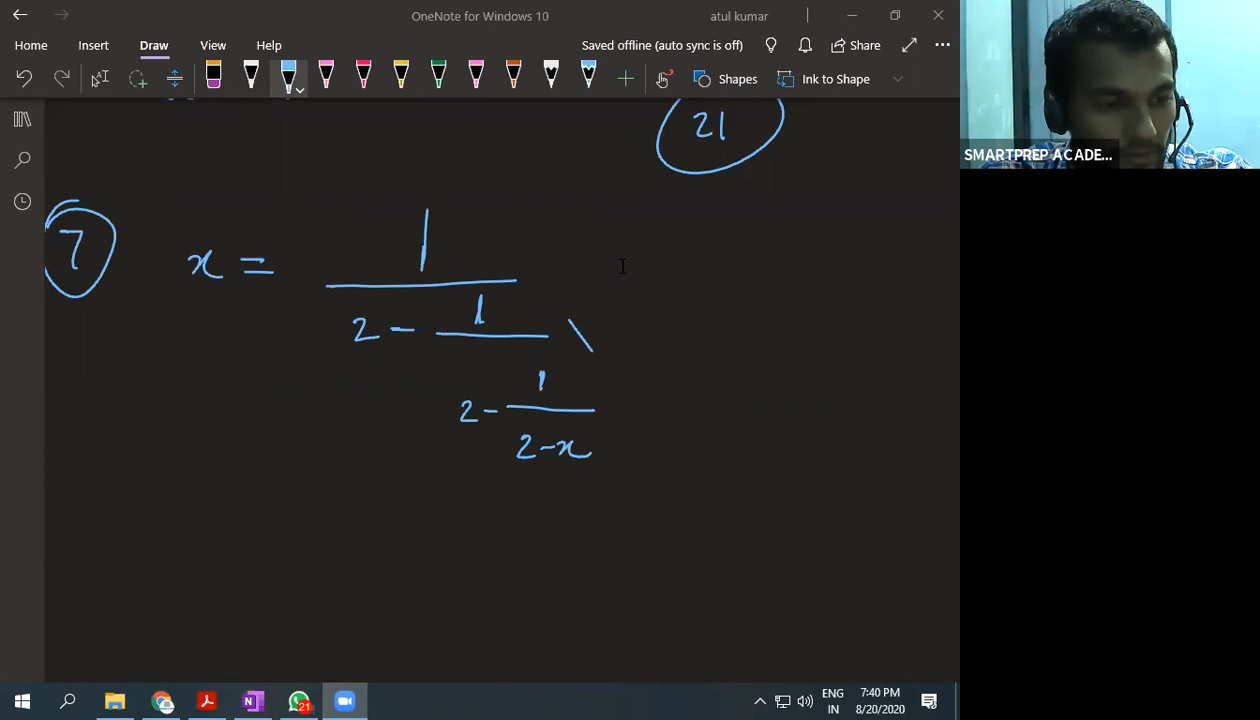 OneNote for Windows 10
atul kumar
Home Insert Draw View Help
Saved offline (auto sync is off)
Share
Shapes
Ink to Shape
SMARTPREP ACADE...
21
7
x = 1
2 - 1
2 - 1
2 - x
21
7:40 PM
ENG
IN
8/20/2020